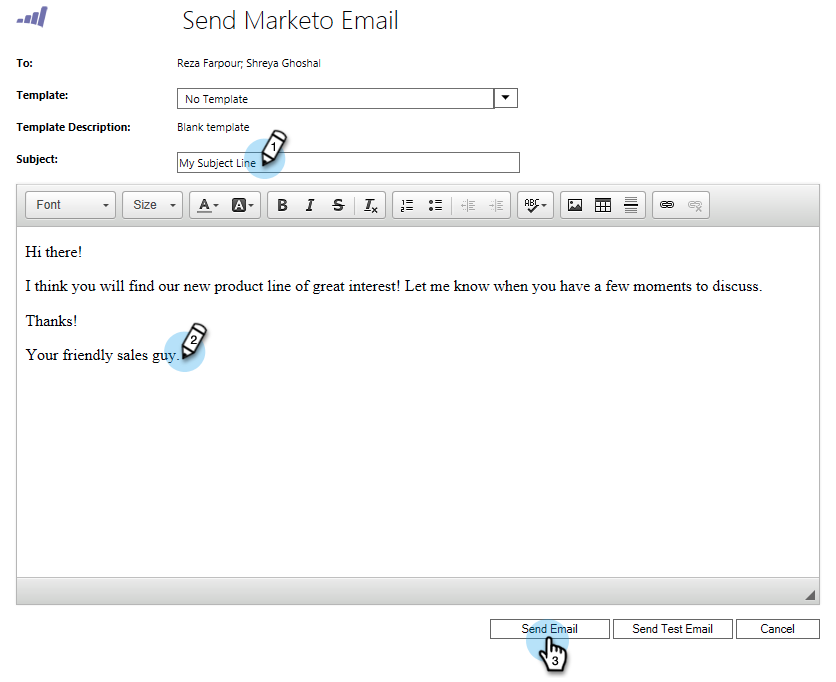 Send Marketo Email
To: Reza Farpour; Shreya Ghoshal
Template: No Template
Template Description: Blank template
Subject: My Subject Line 1
Font Size A A B I S Tx ABC
Hi there!
I think you will find our new product line of great interest! Let me know when you have a few moments to discuss.
Thanks!
Your friendly sales guy. 2
Send Email Send Test Email Cancel
3